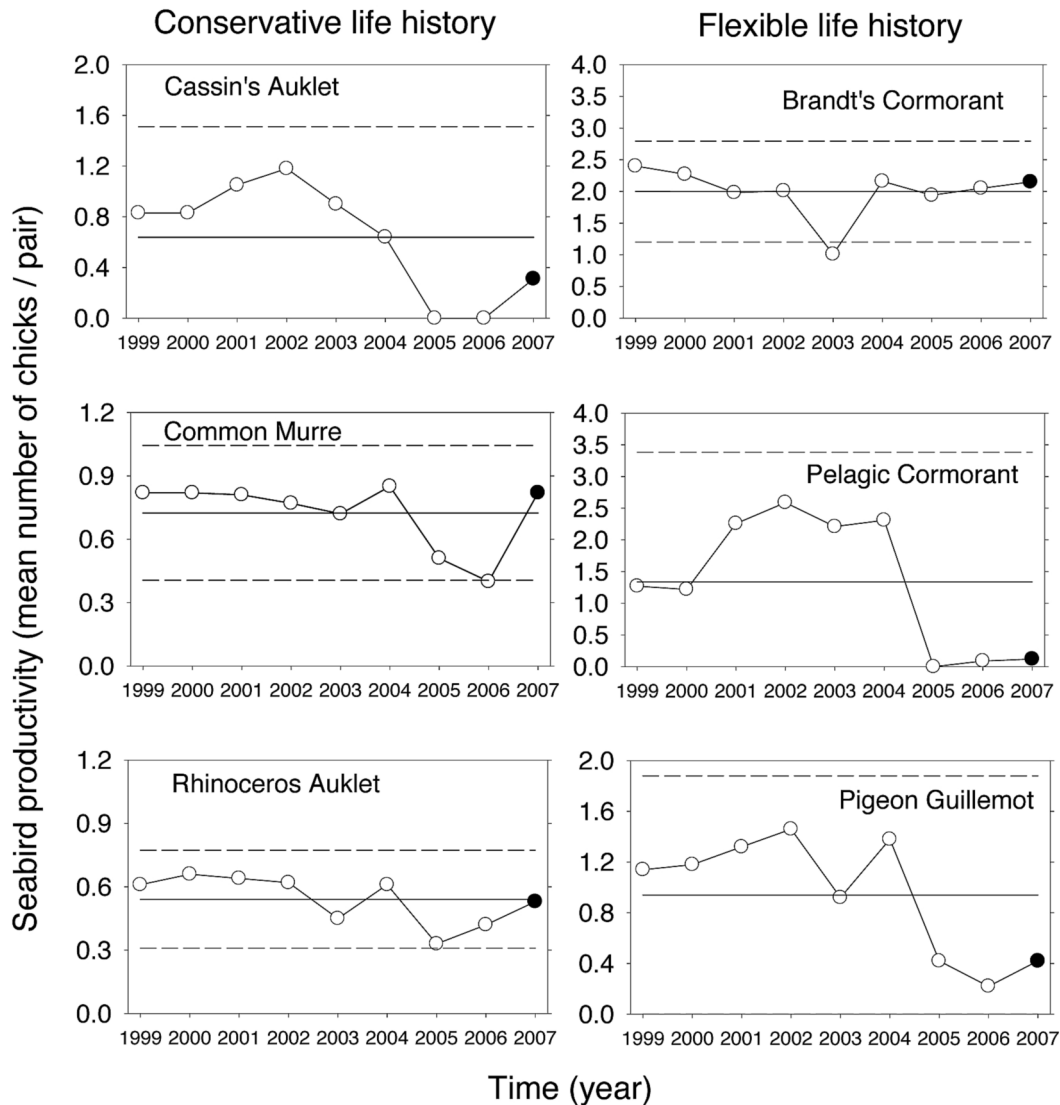 Conservative life history
Flexible life history
Seabird productivity (mean number of chicks / pair)
Cassin's Auklet
2.0
1.6
1.2
0.8
0.4
0.0
1999 2000 2001 2002 2003 2004 2005 2006 2007
Brandt's Cormorant
4.0
3.5
3.0
2.5
2.0
1.5
1.0
0.5
0.0
1999 2000 2001 2002 2003 2004 2005 2006 2007
Common Murre
1.2
0.9
0.6
0.3
0.0
1999 2000 2001 2002 2003 2004 2005 2006 2007
Pelagic Cormorant
4.0
3.5
3.0
2.5
2.0
1.5
1.0
0.5
0.0
1999 2000 2001 2002 2003 2004 2005 2006 2007
Rhinoceros Auklet
1.2
0.9
0.6
0.3
0.0
1999 2000 2001 2002 2003 2004 2005 2006 2007
Pigeon Guillemot
2.0
1.6
1.2
0.8
0.4
0.0
1999 2000 2001 2002 2003 2004 2005 2006 2007
Time (year)